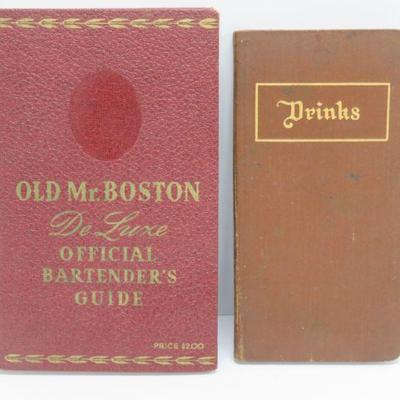 OLD Mr. BOSTON
De Luxe
OFFICIAL
BARTENDER'S
GUIDE
PRICE $2.00
Drinks